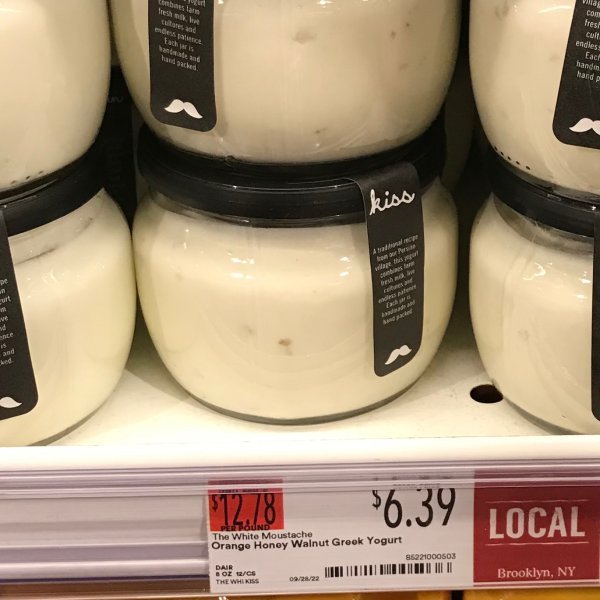 combines farm
fresh milk, live
cultures and
endless patience.
Each jar is
handmade and
hand packed.
kiss
A traditional recipe
from our Persian
village, this yogurt
combines farm
fresh milk, live
cultures and
endless patience.
Each jar is
handmade and
hand packed.
$12.78
PER POUND
$6.39
The White Moustache
Orange Honey Walnut Greek Yogurt
85221000503
DAIR
8 OZ 12/CS
THE WHI KISS
09/28/22
LOCAL
Brooklyn, NY